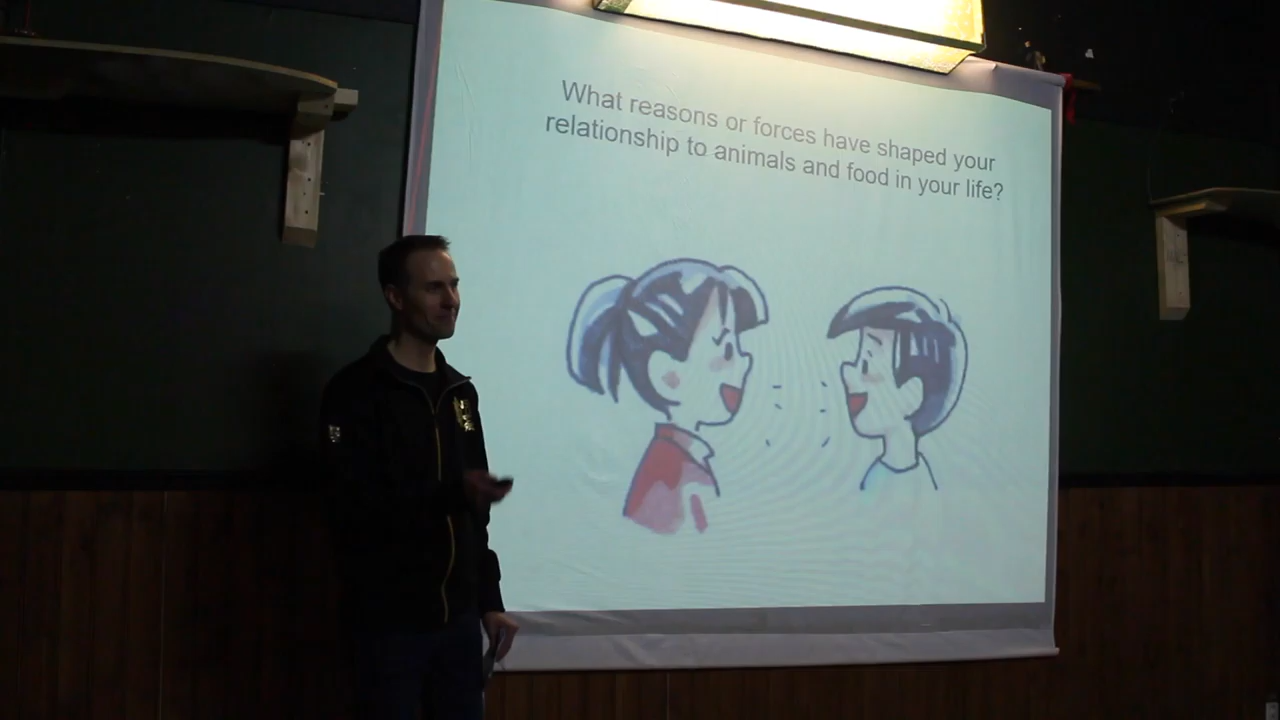 What reasons or forces have shaped your
relationship to animals and food in your life?